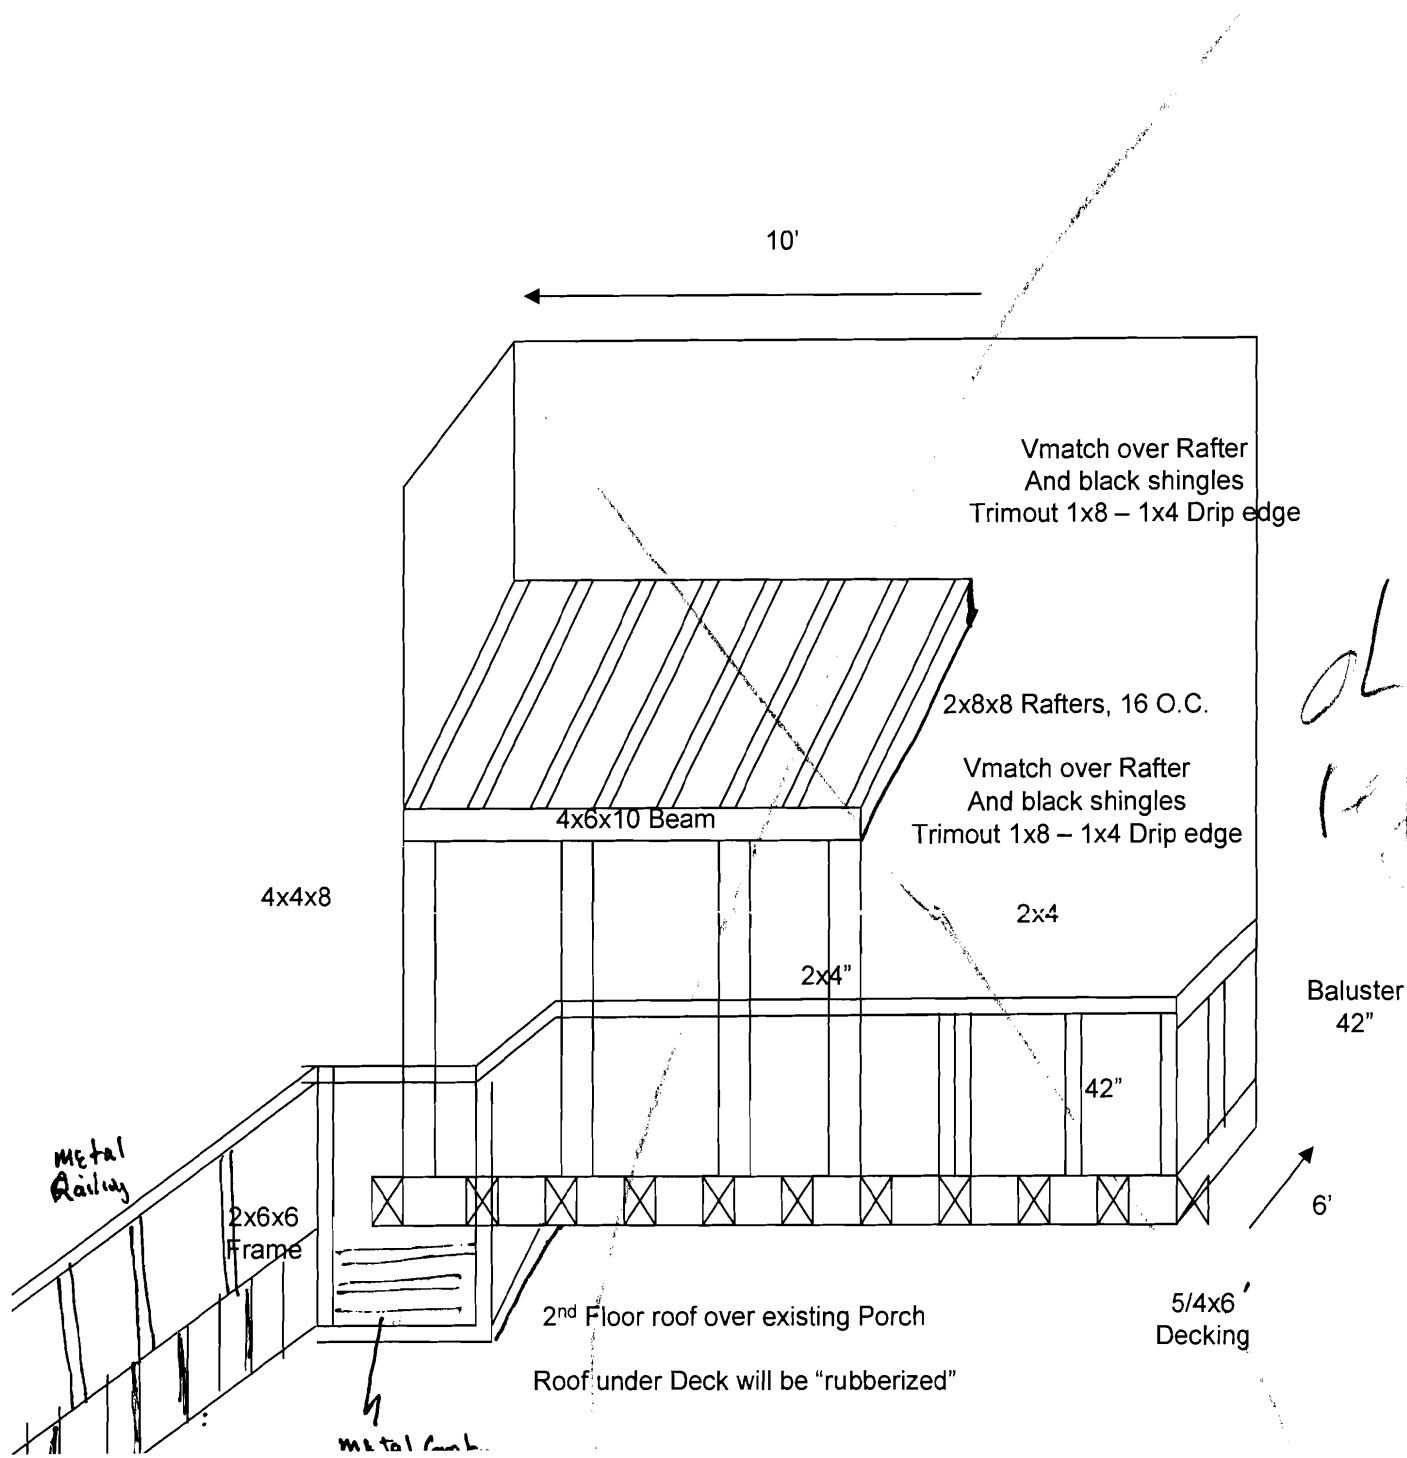 10’
Vmatch over Rafter
And black shingles
Trimout 1x8 – 1x4 Drip edge
2x8x8 Rafters, 16 O.C.
Vmatch over Rafter
And black shingles
Trimout 1x8 – 1x4 Drip edge
4x6x10 Beam
4x4x8
2x4
2x4”
Baluster
42”
42”
Metal
Railing
2x6x6
Frame
6’
2nd Floor roof over existing Porch
5/4x6’
Decking
Roof under Deck will be “rubberized”
Metal